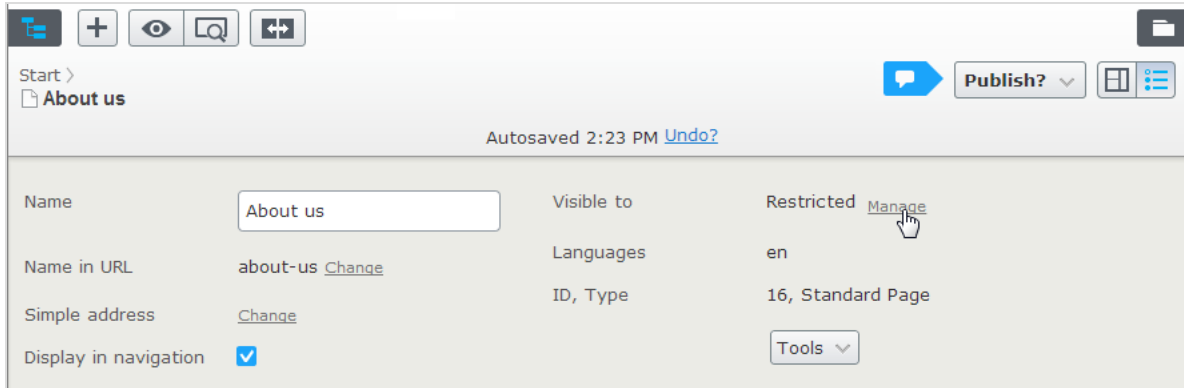 Start
About us
Publish?
Autosaved 2:23 PM Undo?
Name
About us
Visible to
Restricted Manage
Name in URL
about-us Change
Languages
en
Simple address
Change
ID, Type
16, Standard Page
Display in navigation
Tools